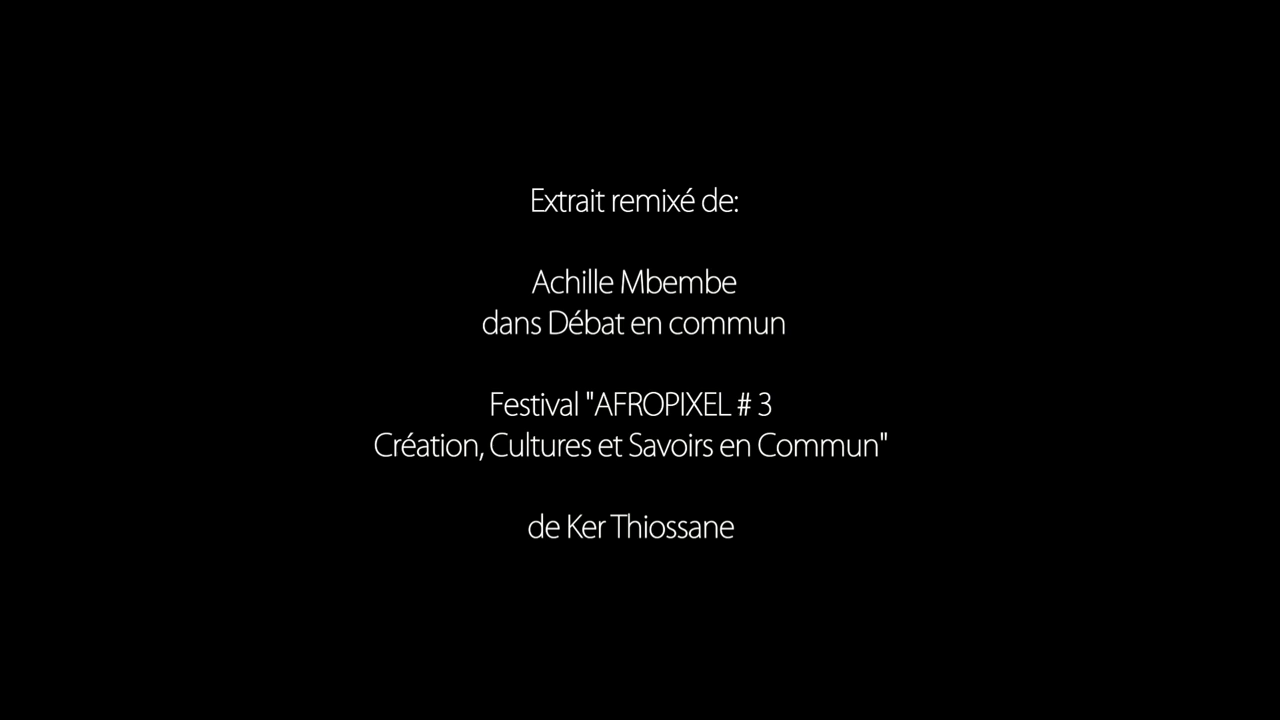 Extrait remixé de:
Achille Mbembe
dans Débat en commun
Festival "AFROPIXEL # 3
Création, Cultures et Savoirs en Commun"
de Ker Thiossane